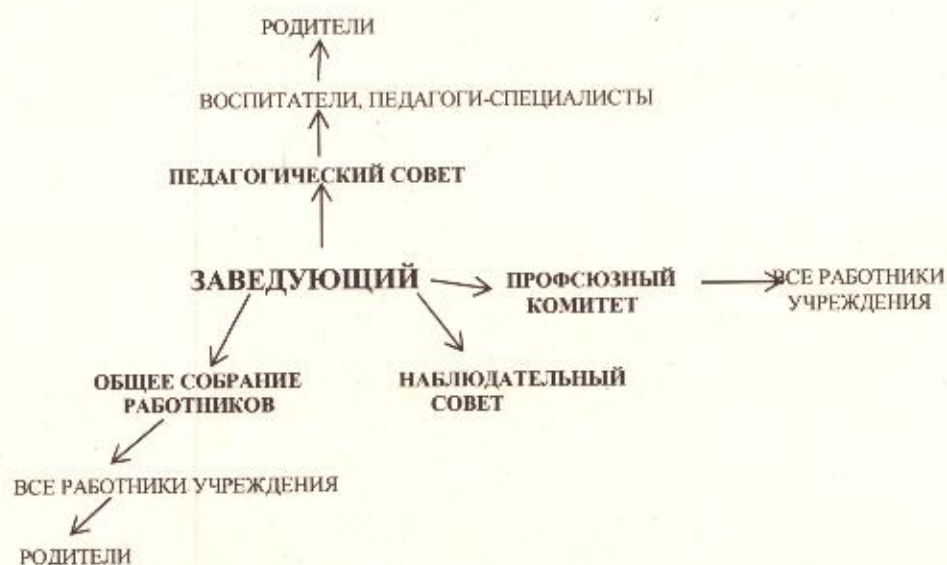 РОДИТЕЛИ
ВОСПИТАТЕЛИ, ПЕДАГОГИ-СПЕЦИАЛИСТЫ
ПЕДАГОГИЧЕСКИЙ СОВЕТ
ЗАВЕДУЮЩИЙ
ПРОФСЮЗНЫЙ
КОМИТЕТ
ВСЕ РАБОТНИКИ
УЧРЕЖДЕНИЯ
ОБЩЕЕ СОБРАНИЕ
РАБОТНИКОВ
НАБЛЮДАТЕЛЬНЫЙ
СОВЕТ
ВСЕ РАБОТНИКИ УЧРЕЖДЕНИЯ
РОДИТЕЛИ